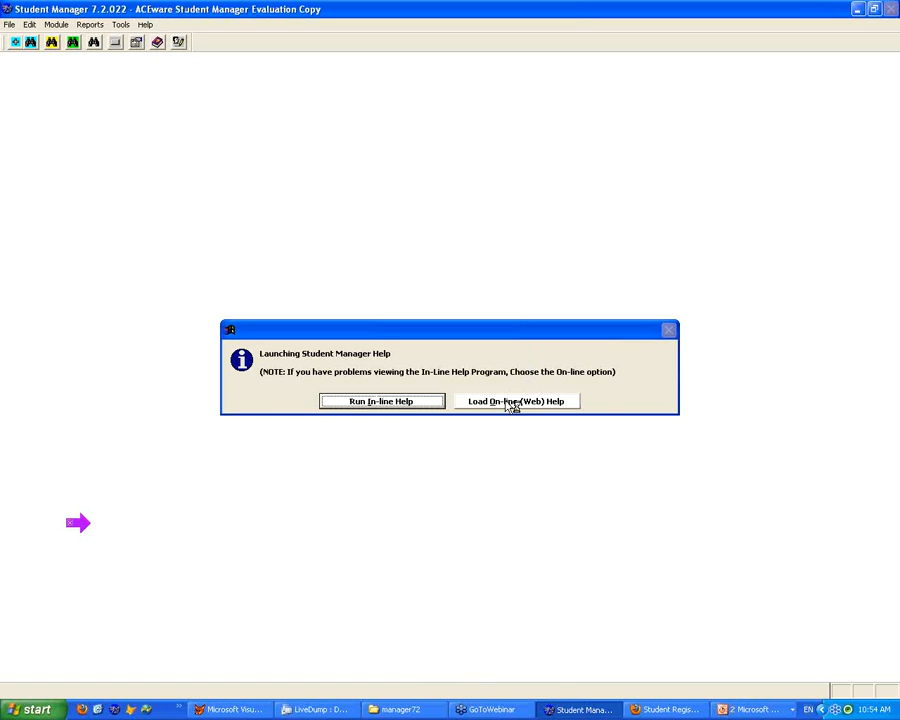 Student Manager 7.2.022 - ACEware Student Manager Evaluation Copy
File Edit Module Reports Tools Help
Launching Student Manager Help
(NOTE: If you have problems viewing the In-Line Help Program, Choose the On-line option)
Run In-line Help Load On-line (Web) Help
start Microsoft Visu... LiveDump : D... manager72 GoToWebinar Student Mana... Student Regis... 2 Microsoft ... EN 10:54 AM